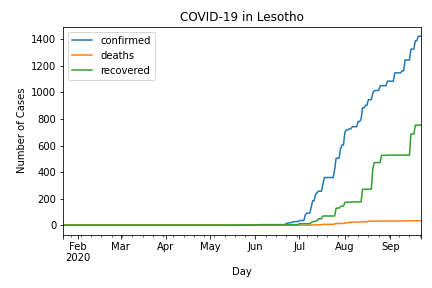 COVID-19 in Lesotho
confirmed
deaths
recovered
Number of Cases
1400
1200
1000
800
600
400
200
0
Feb Mar Apr May Jun Jul Aug Sep
2020
Day